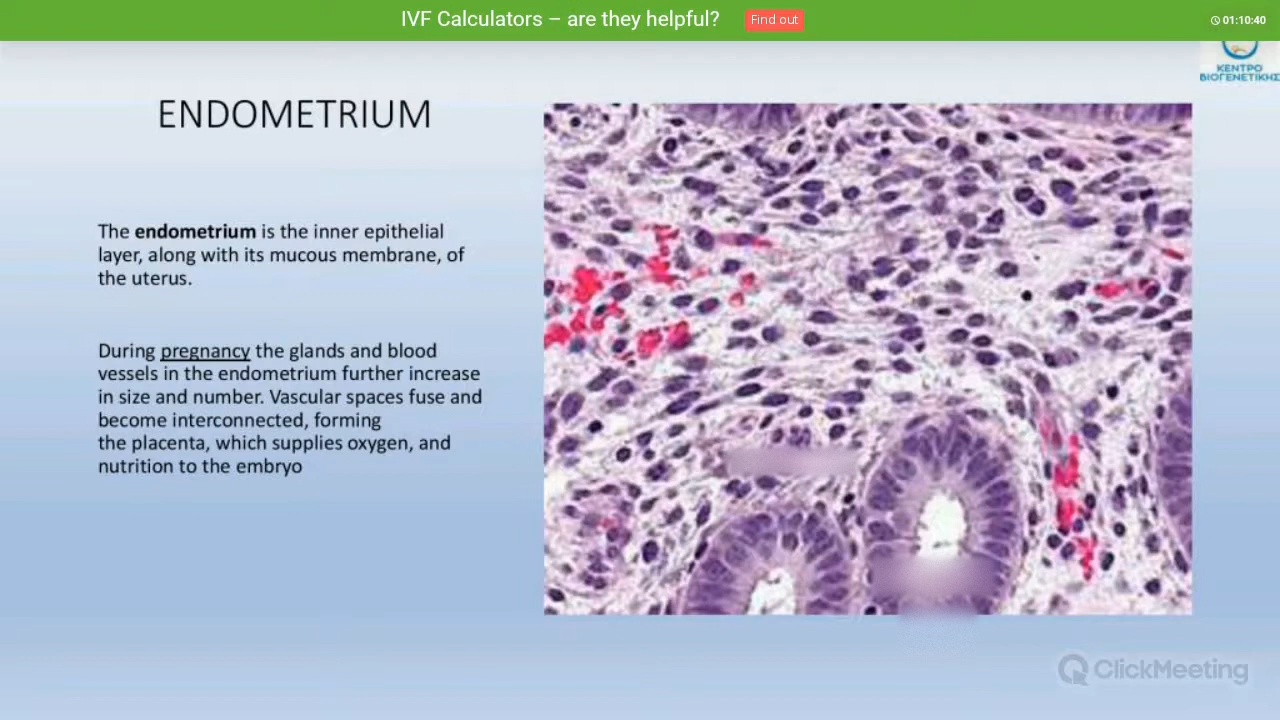 IVF Calculators – are they helpful?
Find out
01:10:40
ΚΕΝΤΡΟ
ΒΙΟΓΕΝΕΤΙΚΗΣ
ENDOMETRIUM
The endometrium is the inner epithelial
layer, along with its mucous membrane, of
the uterus.
During pregnancy the glands and blood
vessels in the endometrium further increase
in size and number. Vascular spaces fuse and
become interconnected, forming
the placenta, which supplies oxygen, and
nutrition to the embryo
ClickMeeting